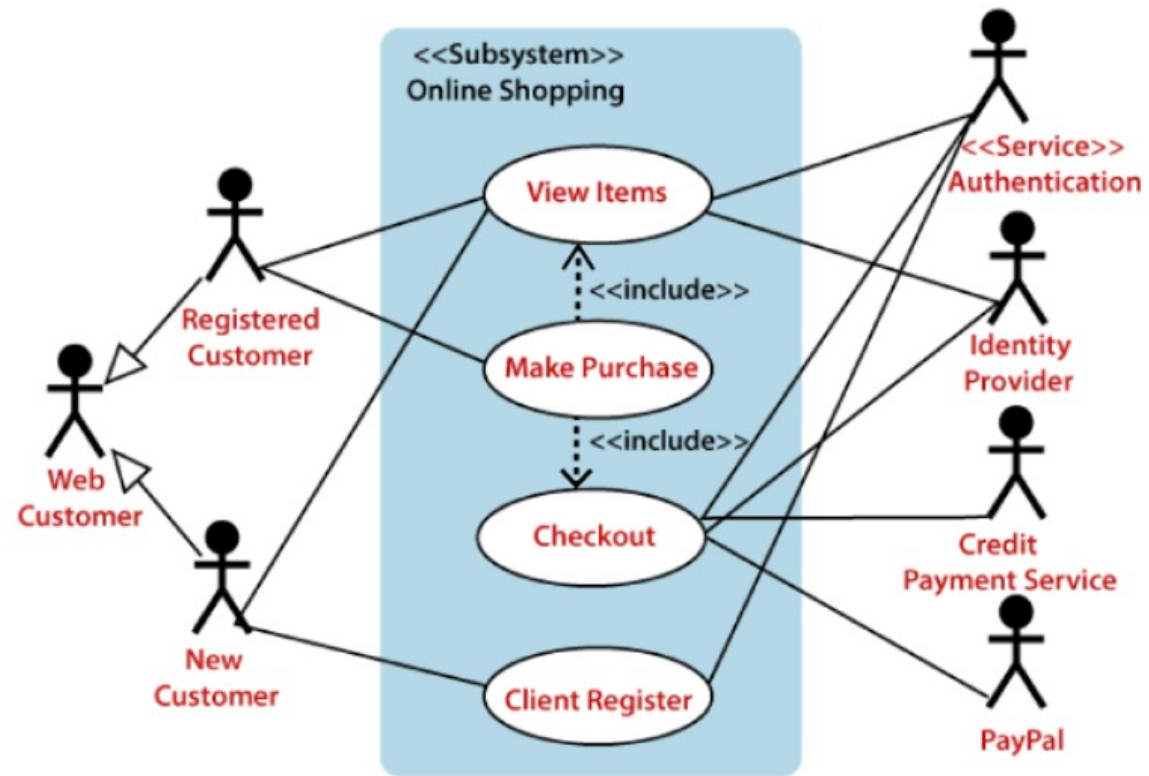 <<Subsystem>>
Online Shopping
View Items
<<include>>
Make Purchase
<<include>>
Checkout
Client Register
Registered
Customer
Web
Customer
New
Customer
<<Service>>
Authentication
Identity
Provider
Credit
Payment Service
PayPal